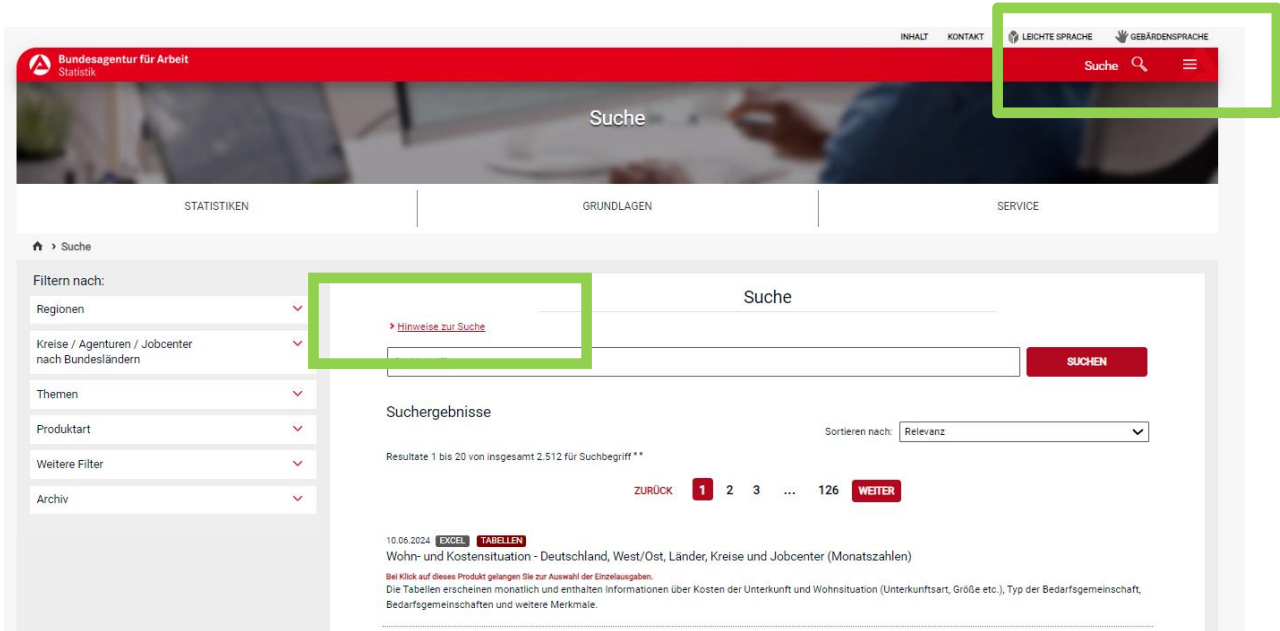 INHALT KONTAKT LEICHTE SPRACHE GEBÄRDENSPRACHE
Bundesagentur für Arbeit
Statistik
Suche
Suche
STATISTIKEN GRUNDLAGEN SERVICE
> Suche
Filtern nach:
Regionen
Kreise / Agenturen / Jobcenter
nach Bundesländern
Themen
Produktart
Weitere Filter
Archiv
Suche
> Hinweise zur Suche
SUCHEN
Suchergebnisse
Sortieren nach: Relevanz
Resultate 1 bis 20 von insgesamt 2.512 für Suchbegriff "*"
ZURÜCK 1 2 3 ... 126 WEITER
10.06.2024 EXCEL TABELLEN
Wohn- und Kostensituation - Deutschland, West/Ost, Länder, Kreise und Jobcenter (Monatszahlen)
Bei Klick auf dieses Produkt gelangen Sie zur Auswahl der Einzelausgaben.
Die Tabellen erscheinen monatlich und enthalten Informationen über Kosten der Unterkunft und Wohnsituation (Unterkunftsart, Größe etc.), Typ der Bedarfsgemeinschaft,
Bedarfsgemeinschaften und weitere Merkmale.